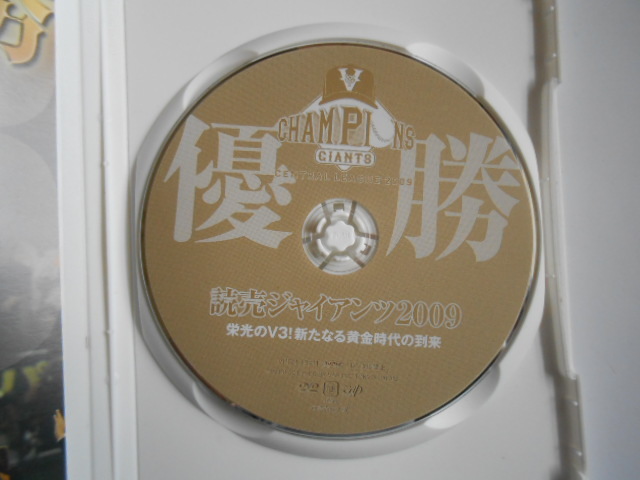 V
CHAMPIONS
GIANTS
CENTRAL LEAGUE 2009
優勝
読売ジャイアンツ2009
栄光のV3!新たなる黄金時代の到来